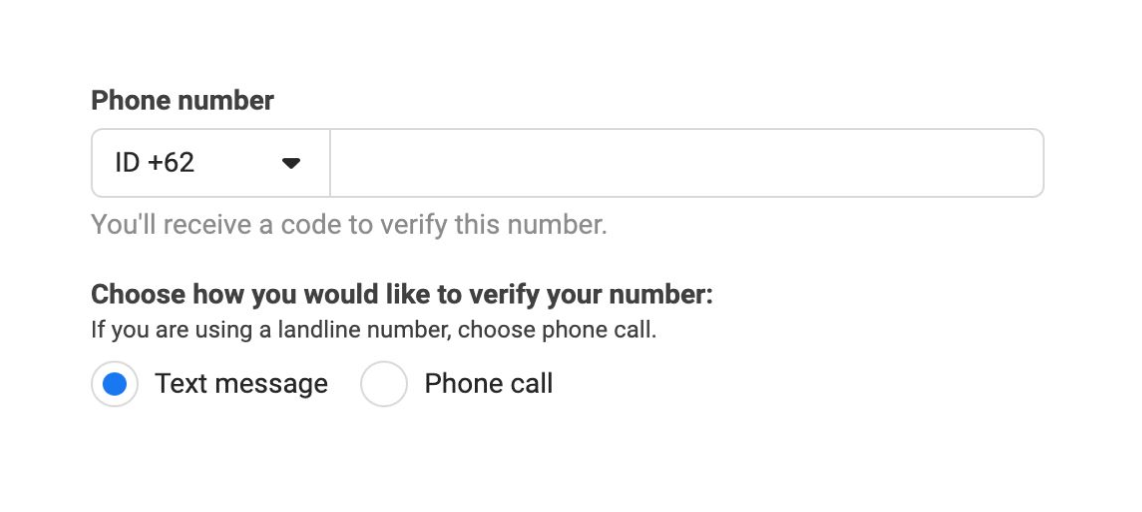 Phone number
ID +62
You'll receive a code to verify this number.
Choose how you would like to verify your number:
If you are using a landline number, choose phone call.
Text message Phone call